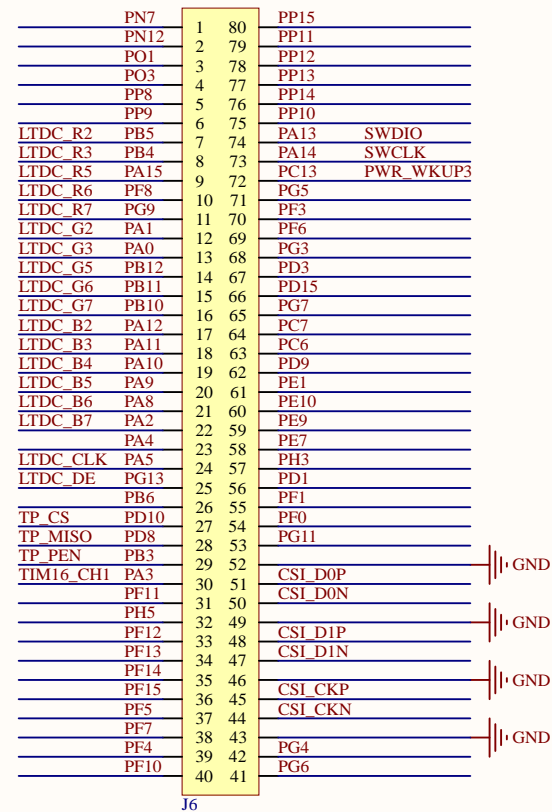 PN7 1 80 PP15
PN12 2 79 PP11
PO1 3 78 PP12
PO3 4 77 PP13
PP8 5 76 PP14
PP9 6 75 PP10
LTDC_R2 PB5 7 74 PA13 SWDIO
LTDC_R3 PB4 8 73 PA14 SWCLK
LTDC_R5 PA15 9 72 PC13 PWR_WKUP3
LTDC_R6 PF8 10 71 PG5
LTDC_R7 PG9 11 70 PF3
LTDC_G2 PA1 12 69 PF6
LTDC_G3 PA0 13 68 PG3
LTDC_G5 PB12 14 67 PD3
LTDC_G6 PB11 15 66 PD15
LTDC_G7 PB10 16 65 PG7
LTDC_B2 PA12 17 64 PC7
LTDC_B3 PA11 18 63 PC6
LTDC_B4 PA10 19 62 PD9
LTDC_B5 PA9 20 61 PE1
LTDC_B6 PA8 21 60 PE10
LTDC_B7 PA2 22 59 PE9
PA4 23 58 PE7
LTDC_CLK PA5 24 57 PH3
LTDC_DE PG13 25 56 PD1
PB6 26 55 PF1
TP_CS PD10 27 54 PF0
TP_MISO PD8 28 53 PG11
TP_PEN PB3 29 52 GND
TIM16_CH1 PA3 30 51 CSI_D0P
PF11 31 50 CSI_D0N
PH5 32 49 GND
PF12 33 48 CSI_D1P
PF13 34 47 CSI_D1N
PF14 35 46 GND
PF15 36 45 CSI_CKP
PF5 37 44 CSI_CKN
PF7 38 43 GND
PF4 39 42 PG4
PF10 40 41 PG6
J6